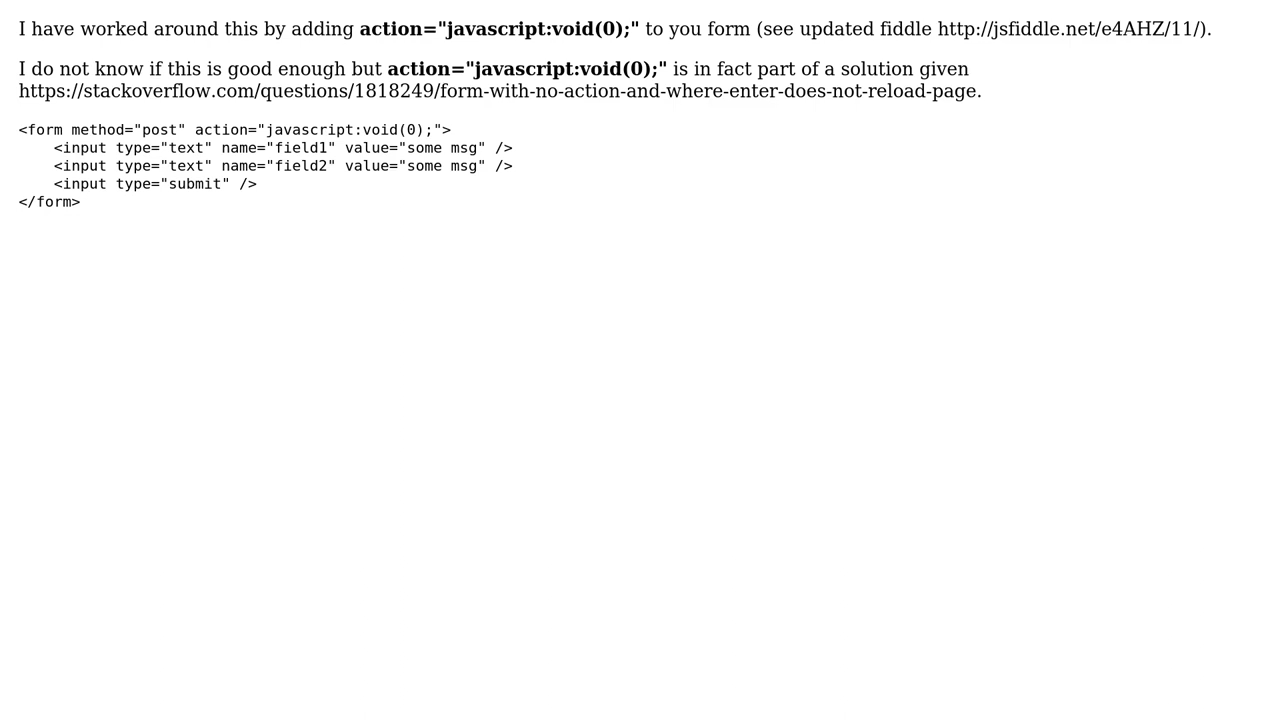 I have worked around this by adding action="javascript:void(0);" to you form (see updated fiddle http://jsfiddle.net/e4AHZ/11/).
I do not know if this is good enough but action="javascript:void(0);" is in fact part of a solution given
https://stackoverflow.com/questions/1818249/form-with-no-action-and-where-enter-does-not-reload-page.
<form method="post" action="javascript:void(0);">
    <input type="text" name="field1" value="some msg" />
    <input type="text" name="field2" value="some msg" />
    <input type="submit" />
</form>